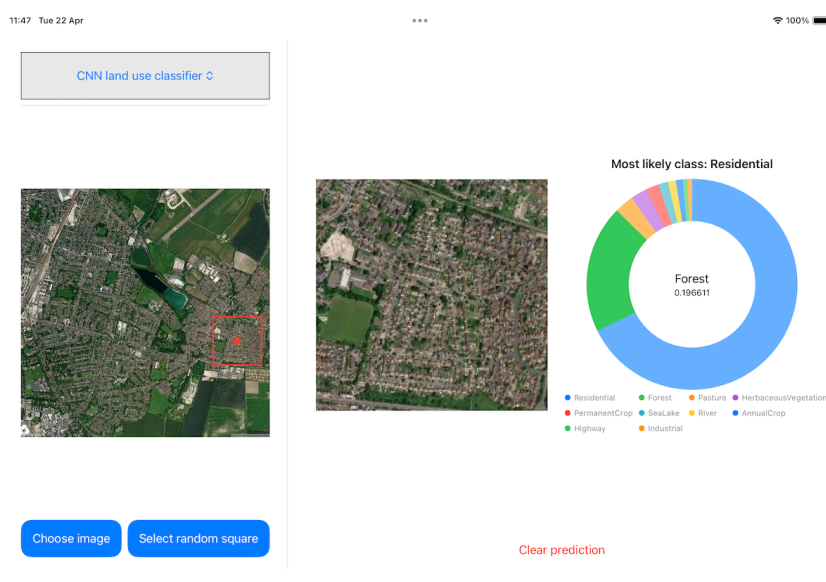 11:47 Tue 22 Apr
100%
CNN land use classifier
Most likely class: Residential
Forest
0.196611
Residential Forest Pasture HerbaceousVegetation
PermanentCrop SeaLake River AnnualCrop
Highway Industrial
Choose image
Select random square
Clear prediction